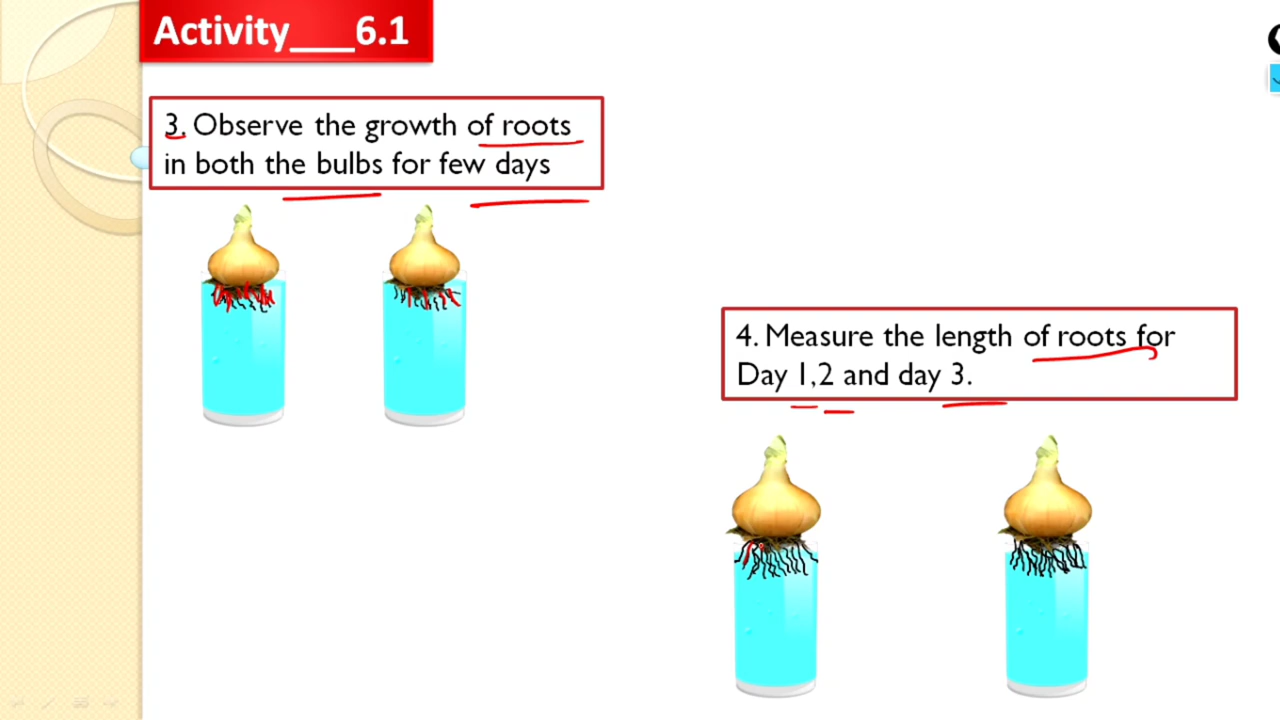 Activity___6.1
3. Observe the growth of roots
in both the bulbs for few days
4. Measure the length of roots for
Day 1,2 and day 3.